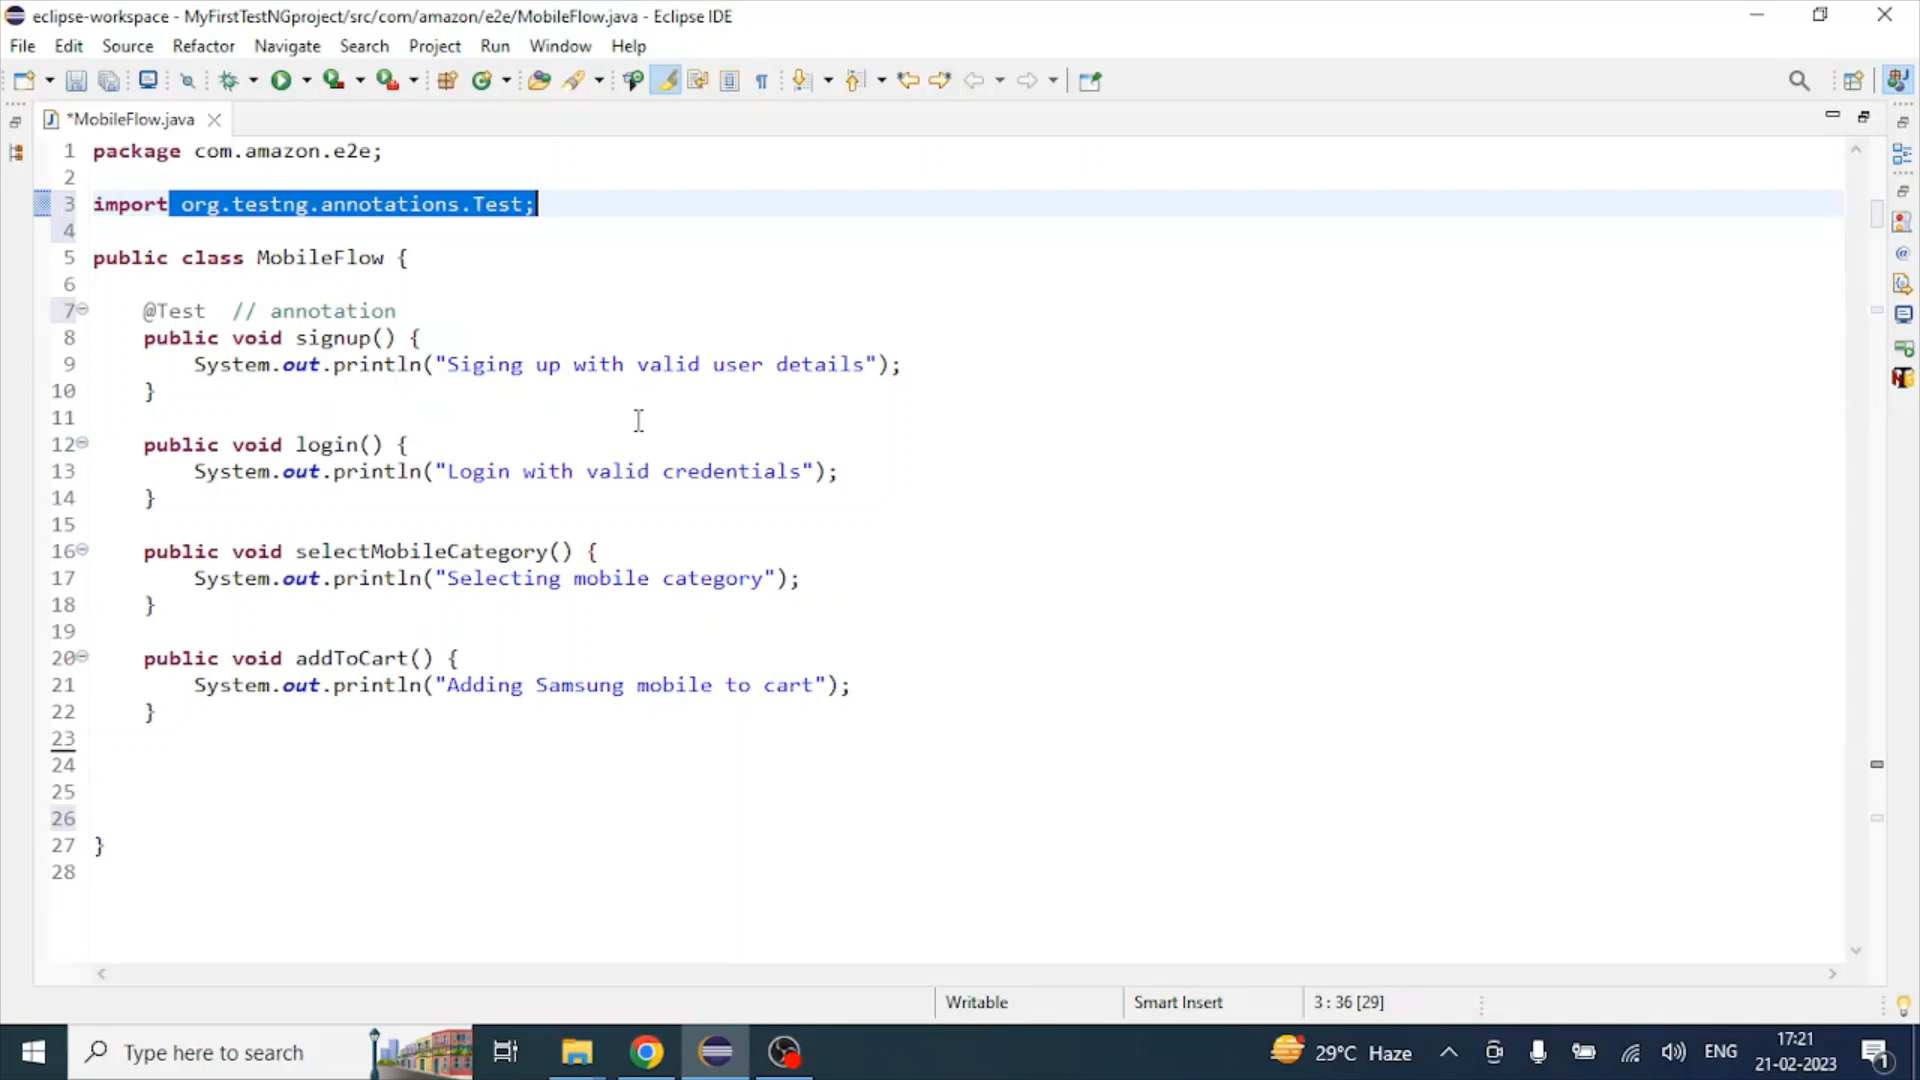 eclipse-workspace - MyFirstTestNGproject/src/com/amazon/e2e/MobileFlow.java - Eclipse IDE
File Edit Source Refactor Navigate Search Project Run Window Help
*MobileFlow.java
1 package com.amazon.e2e;
2
3 import org.testng.annotations.Test;
4
5 public class MobileFlow {
6
7 @Test // annotation
8 public void signup() {
9 System.out.println("Siging up with valid user details");
10 }
11
12 public void login() {
13 System.out.println("Login with valid credentials");
14 }
15
16 public void selectMobileCategory() {
17 System.out.println("Selecting mobile category");
18 }
19
20 public void addToCart() {
21 System.out.println("Adding Samsung mobile to cart");
22 }
23
24
25
26
27 }
28
Writable Smart Insert 3 : 36 [29]
Type here to search 29°C Haze ENG 17:21
21-02-2023 1